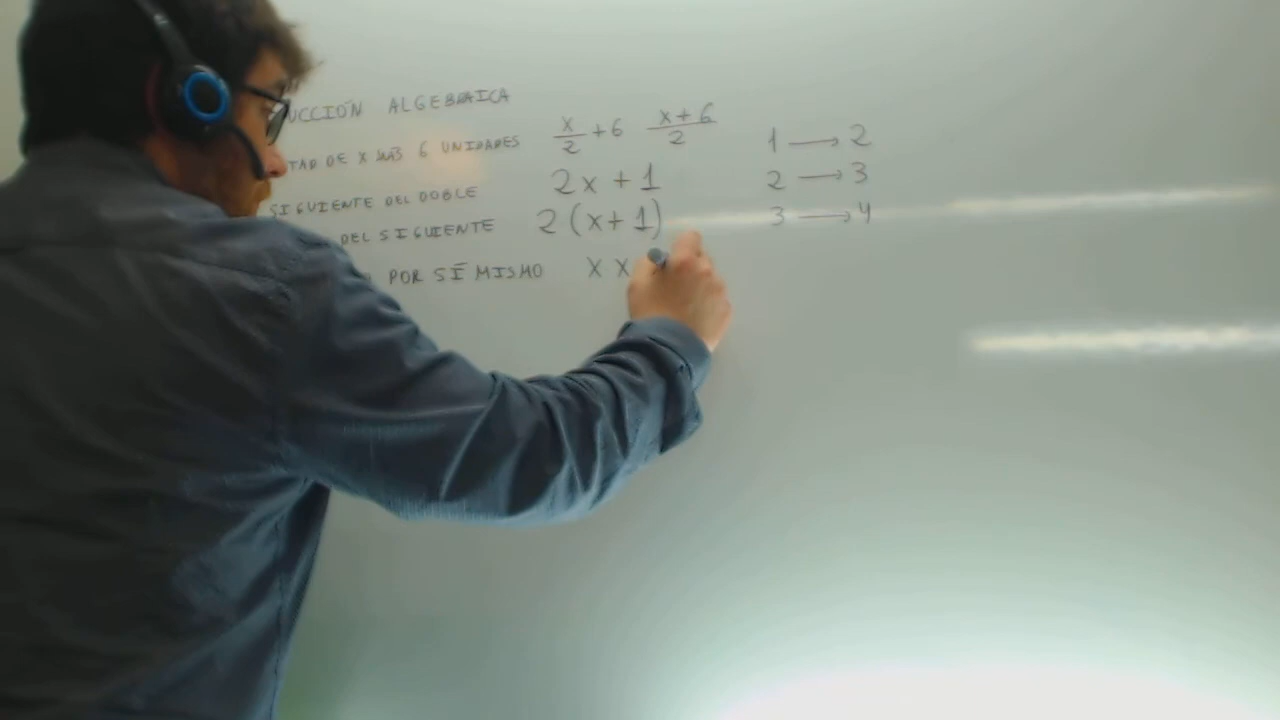 UCCIÓN ALGEBRAICA
TAD DE X MÁS 6 UNIDADES x/2 + 6 x+6/2 1 → 2
SIGUIENTE DEL DOBLE 2x + 1 2 → 3
DEL SIGUIENTE 2 (x + 1) 3 → 4
POR SÍ MISMO x x